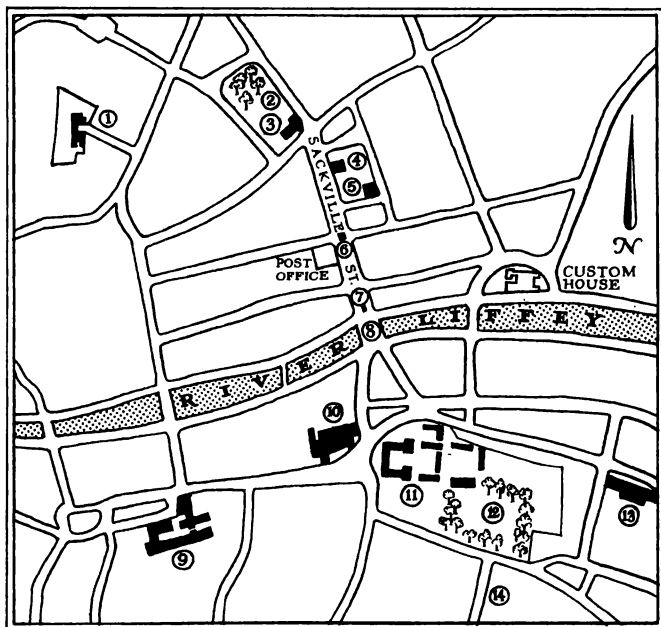 ①
②
③
SACKVILLE ST.
④
⑤
⑥
POST
OFFICE
⑦
CUSTOM
HOUSE
N
⑧
RIVER LIFFEY
⑩
⑪
⑫
⑬
⑨
⑭